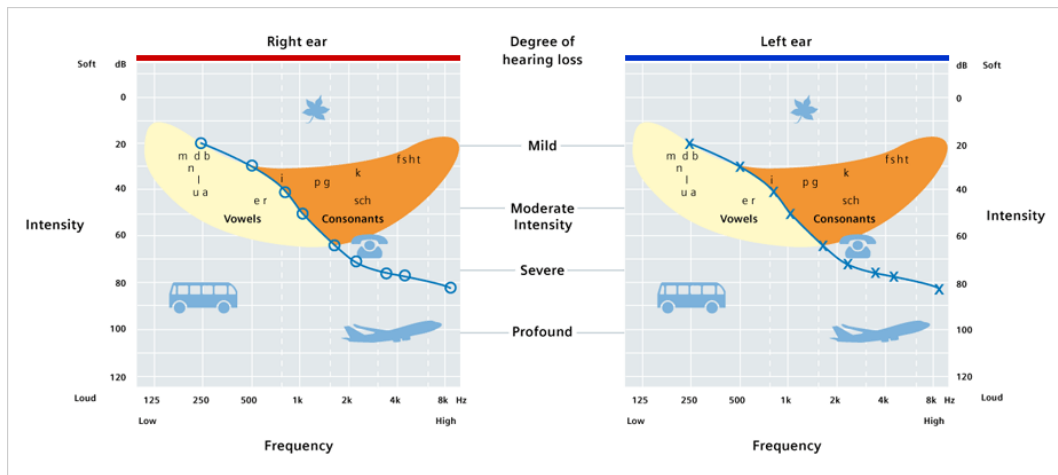 Right ear
Degree of
hearing loss
Left ear
Soft dB
dB Soft
0
0
20
Mild
20
m d b
n
l
u a
i
e r
p g
k
f s h t
sch
m d b
n
l
u a
i
e r
p g
k
f s h t
sch
40
40
Vowels
Consonants
Moderate
Intensity
Vowels
Consonants
Intensity
Intensity
60
60
Severe
80
80
100
Profound
100
120
120
Loud
125 250 500 1k 2k 4k 8k Hz
125 250 500 1k 2k 4k 8k Hz
Loud
Low
High
Low
High
Frequency
Frequency